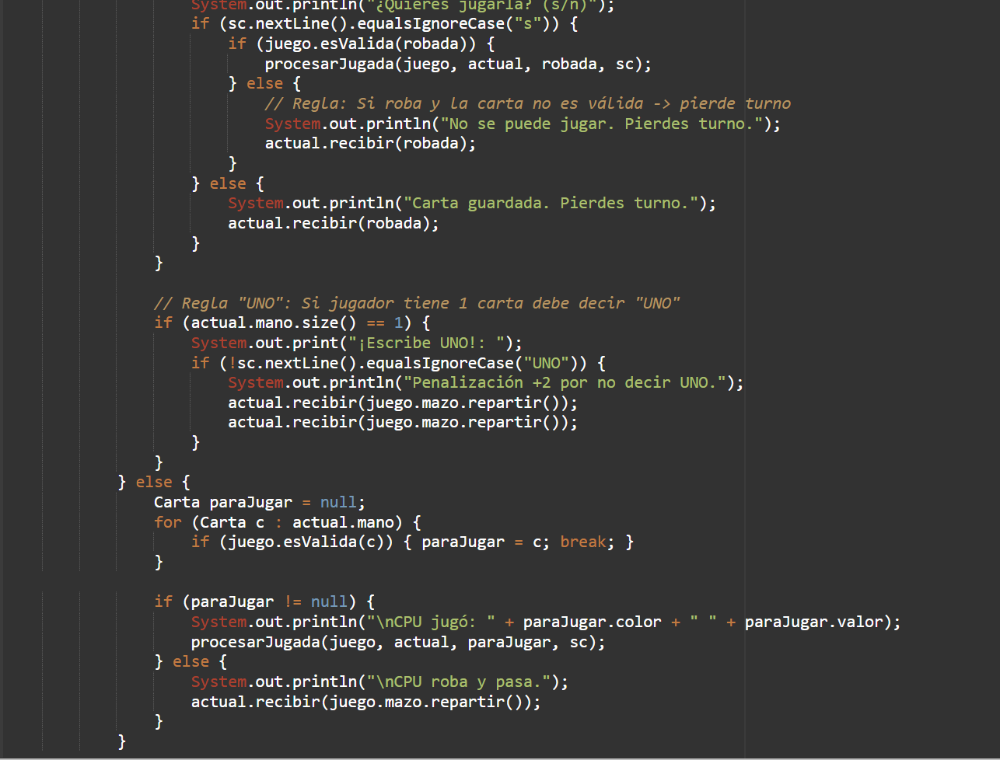 System.out.println("¿Quieres jugarla? (s/n)");
if (sc.nextLine().equalsIgnoreCase("s")) {
if (juego.esValida(robada)) {
procesarJugada(juego, actual, robada, sc);
} else {
// Regla: Si roba y la carta no es válida -> pierde turno
System.out.println("No se puede jugar. Pierdes turno.");
actual.recibir(robada);
}
} else {
System.out.println("Carta guardada. Pierdes turno.");
actual.recibir(robada);
}
}
// Regla "UNO": Si jugador tiene 1 carta debe decir "UNO"
if (actual.mano.size() == 1) {
System.out.print("¡Escribe UNO!: ");
if (!sc.nextLine().equalsIgnoreCase("UNO")) {
System.out.println("Penalización +2 por no decir UNO.");
actual.recibir(juego.mazo.repartir());
actual.recibir(juego.mazo.repartir());
}
}
} else {
Carta paraJugar = null;
for (Carta c : actual.mano) {
if (juego.esValida(c)) { paraJugar = c; break; }
}
if (paraJugar != null) {
System.out.println("\nCPU jugó: " + paraJugar.color + " " + paraJugar.valor);
procesarJugada(juego, actual, paraJugar, sc);
} else {
System.out.println("\nCPU roba y pasa.");
actual.recibir(juego.mazo.repartir());
}
}